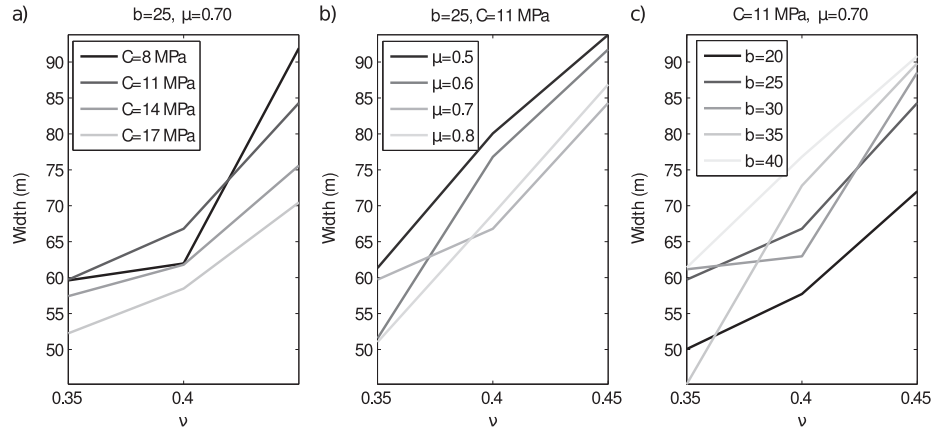 a)
b=25, μ=0.70
C=8 MPa
C=11 MPa
C=14 MPa
C=17 MPa
Width (m)
90
85
80
75
70
65
60
55
50
0.35
0.4
ν
b)
b=25, C=11 MPa
μ=0.5
μ=0.6
μ=0.7
μ=0.8
Width (m)
90
85
80
75
70
65
60
55
50
0.35
0.4
0.45
ν
c)
C=11 MPa, μ=0.70
b=20
b=25
b=30
b=35
b=40
Width (m)
90
85
80
75
70
65
60
55
50
0.35
0.4
0.45
ν